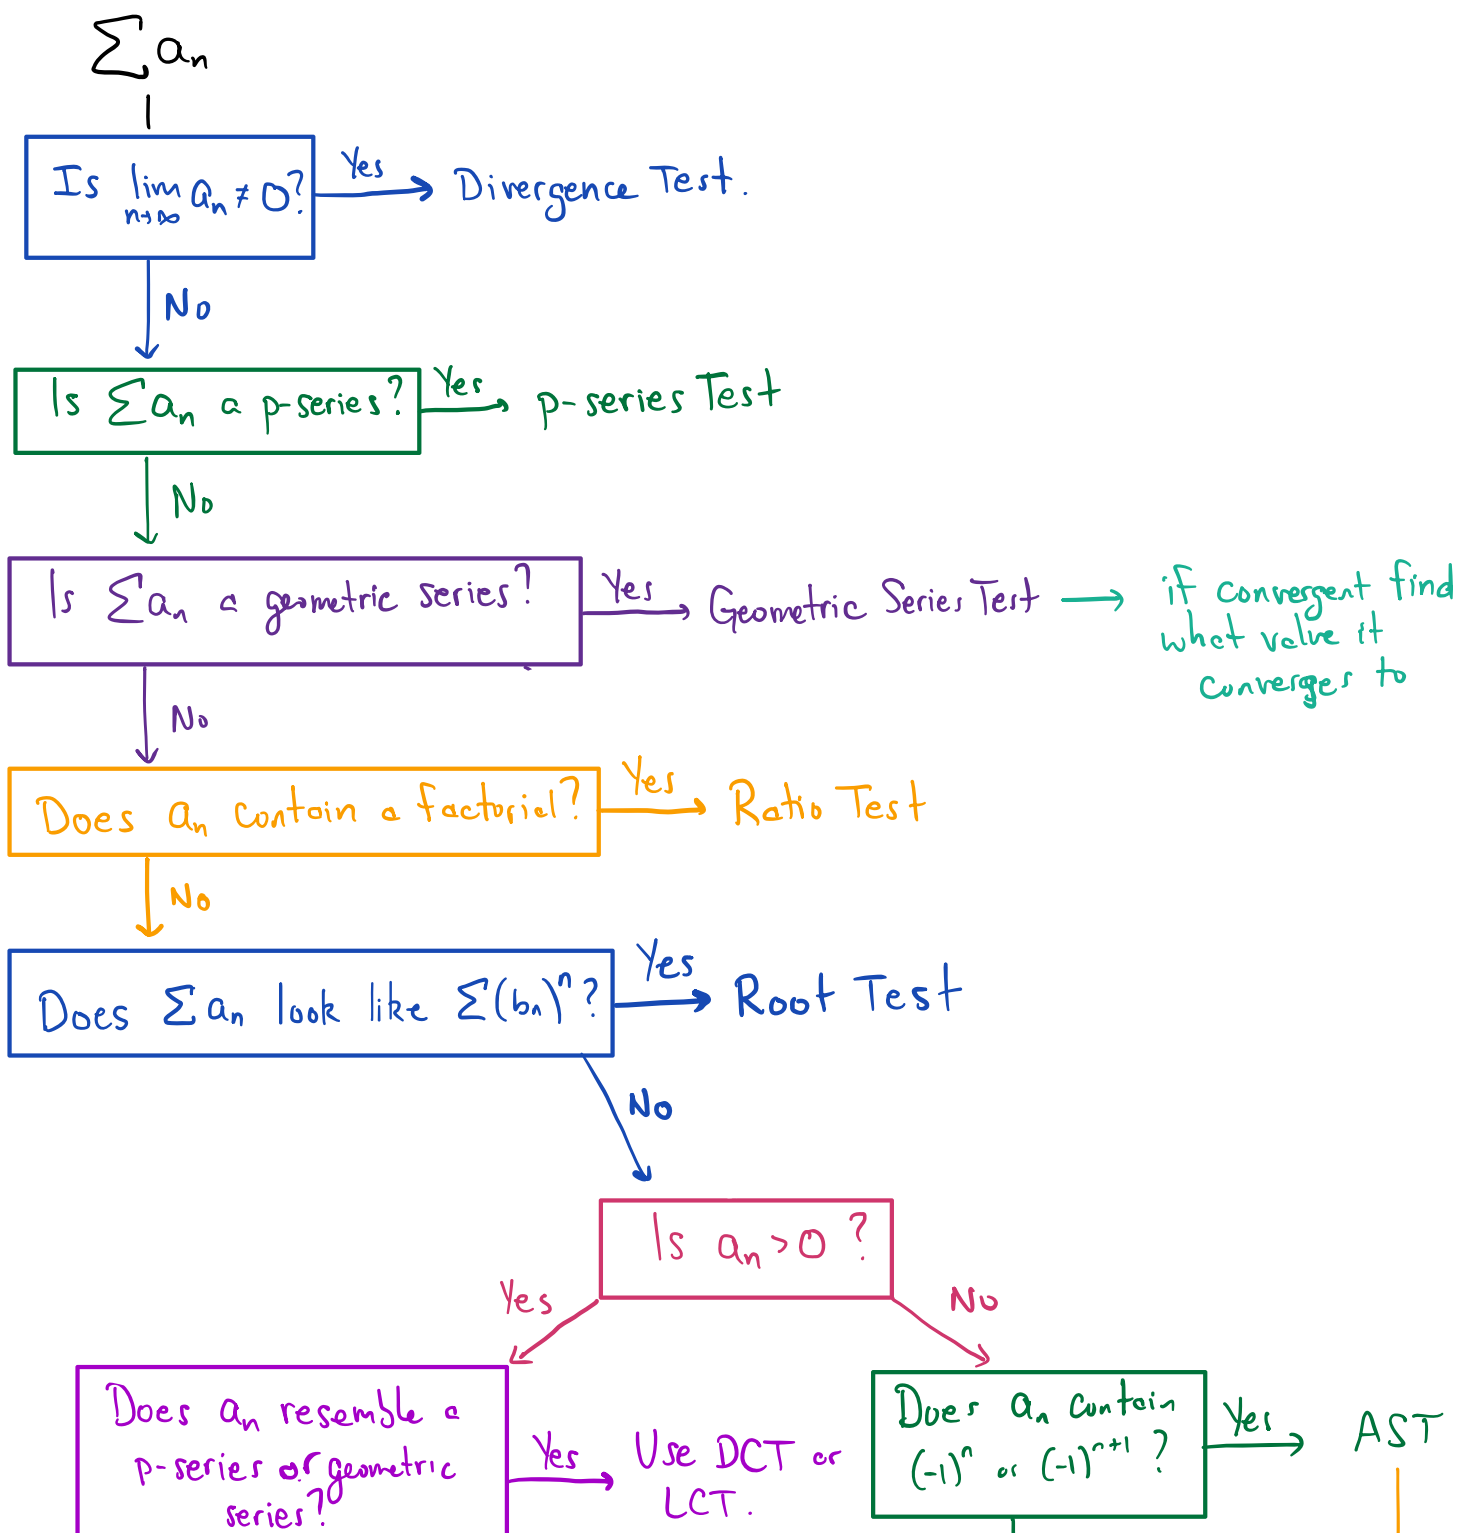 ∑ aₙ
Is lim aₙ ≠ 0?
n→∞
Yes
Divergence Test.
No
Is ∑aₙ a p-series?
Yes
p-series Test
No
Is ∑aₙ a geometric series?
Yes
Geometric Series Test
if convergent find
what value it
converges to
No
Does aₙ contain a factorial?
Yes
Ratio Test
No
Does ∑aₙ look like ∑(bₙ)ⁿ?
Yes
Root Test
No
Is aₙ > 0 ?
Yes
No
Does aₙ resemble a
p-series or geometric
series?
Yes
Use DCT or
LCT.
Does aₙ contain
(-1)ⁿ or (-1)ⁿ⁺¹ ?
Yes
AST